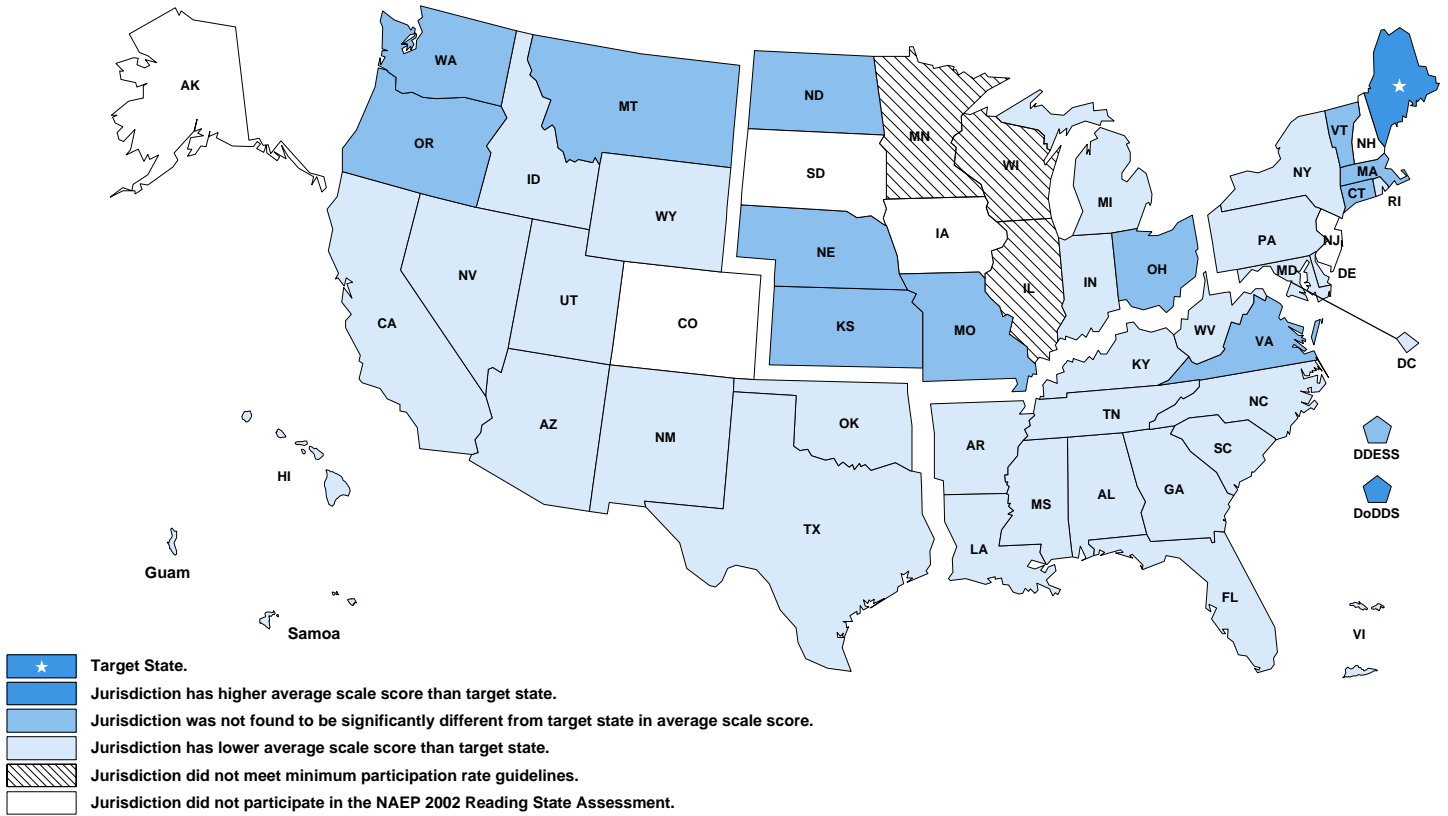 WA
AK
MT
ND
OR
MN
VT
NH
SD
WI
MA
ID
NY
CT
RI
WY
MI
IA
PA
NJ
NE
NV
OH
MD
DE
IN
IL
UT
CA
CO
KS
MO
WV
VA
KY
DC
NC
TN
AZ
OK
NM
AR
SC
DDESS
HI
GA
AL
MS
DoDDS
TX
LA
Guam
FL
Samoa
VI
Target State.
Jurisdiction has higher average scale score than target state.
Jurisdiction was not found to be significantly different from target state in average scale score.
Jurisdiction has lower average scale score than target state.
Jurisdiction did not meet minimum participation rate guidelines.
Jurisdiction did not participate in the NAEP 2002 Reading State Assessment.